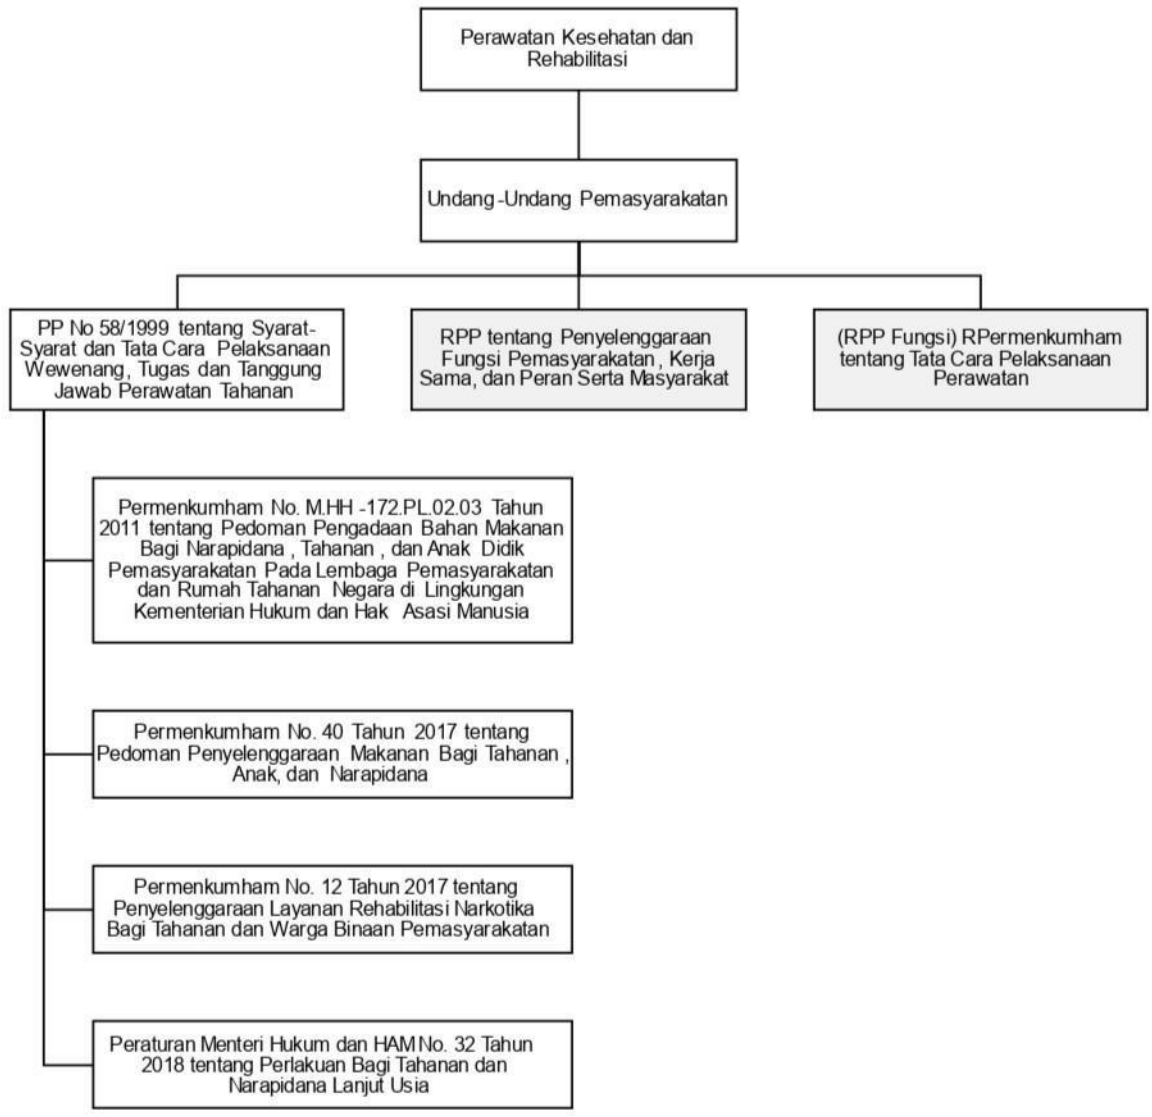 Perawatan Kesehatan dan
Rehabilitasi
Undang-Undang Pemasyarakatan
PP No 58/1999 tentang Syarat-
Syarat dan Tata Cara Pelaksanaan
Wewenang, Tugas dan Tanggung
Jawab Perawatan Tahanan
RPP tentang Penyelenggaraan
Fungsi Pemasyarakatan, Kerja
Sama, dan Peran Serta Masyarakat
(RPP Fungsi) RPermenkumham
tentang Tata Cara Pelaksanaan
Perawatan
Permenkumham No. M.HH -172.PL.02.03 Tahun
2011 tentang Pedoman Pengadaan Bahan Makanan
Bagi Narapidana, Tahanan, dan Anak Didik
Pemasyarakatan Pada Lembaga Pemasyarakatan
dan Rumah Tahanan Negara di Lingkungan
Kementerian Hukum dan Hak Asasi Manusia
Permenkumham No. 40 Tahun 2017 tentang
Pedoman Penyelenggaraan Makanan Bagi Tahanan,
Anak, dan Narapidana
Permenkumham No. 12 Tahun 2017 tentang
Penyelenggaraan Layanan Rehabilitasi Narkotika
Bagi Tahanan dan Warga Binaan Pemasyarakatan
Peraturan Menteri Hukum dan HAM No. 32 Tahun
2018 tentang Perlakuan Bagi Tahanan dan
Narapidana Lanjut Usia